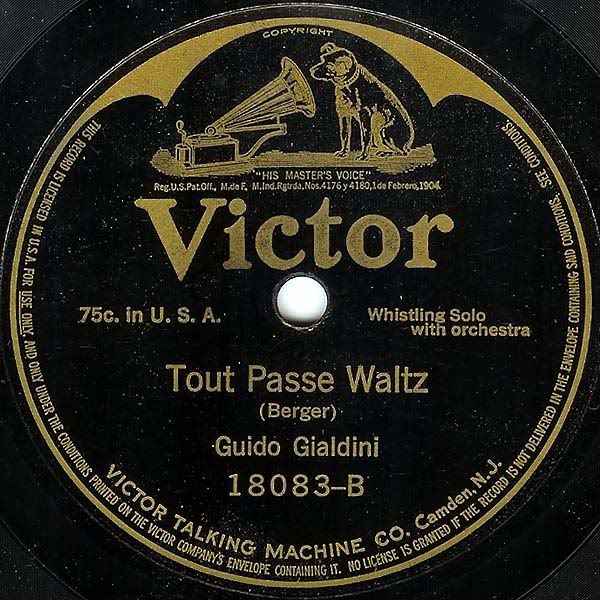 COPYRIGHT
"HIS MASTER'S VOICE"
Reg.U.S.Pat.Off., M.de F., M.Ind.Rgtrda.Nos.4176 y 4180,1 de Febrero,1904.
Victor
75c. in U. S. A.
Whistling Solo
with orchestra
Tout Passe Waltz
(Berger)
Guido Gialdini
18083-B
VICTOR TALKING MACHINE CO. Camden, N.J.
THIS RECORD IS LICENSED IN U.S.A. FOR USE ONLY, AND ONLY UNDER THE CONDITIONS PRINTED ON THE VICTOR COMPANY'S ENVELOPE CONTAINING IT. NO LICENSE IS GRANTED IF THE RECORD IS NOT DELIVERED IN THE ENVELOPE CONTAINING SAID CONDITIONS. SEE CONDITIONS.